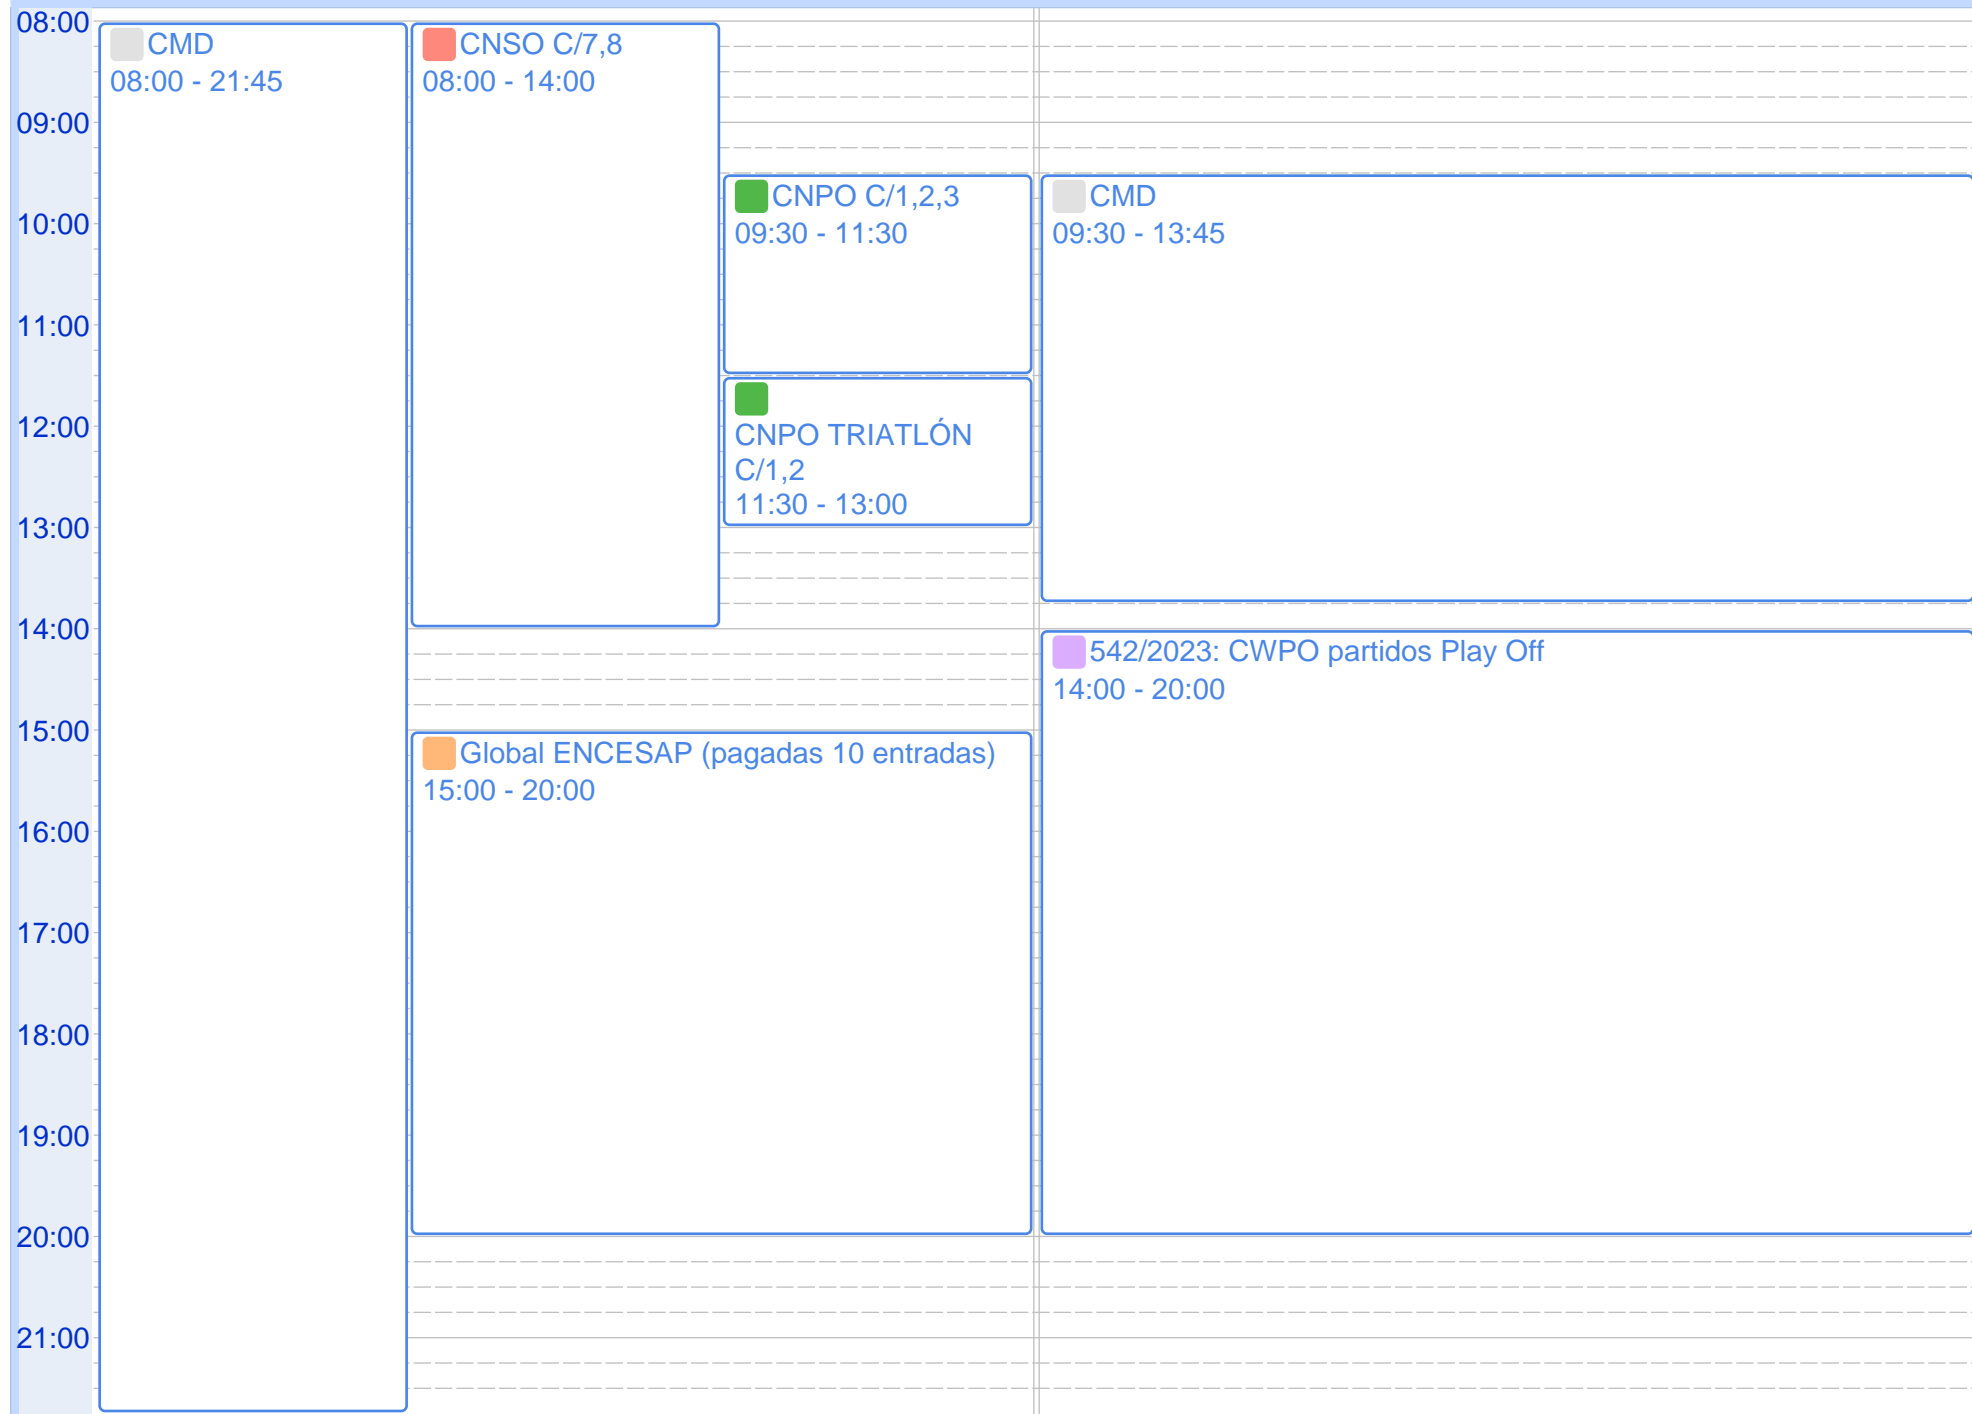 08:00
09:00
10:00
11:00
12:00
13:00
14:00
15:00
16:00
17:00
18:00
19:00
20:00
21:00
CMD
08:00 - 21:45
CNSO C/7,8
08:00 - 14:00
CNPO C/1,2,3
09:30 - 11:30
CNPO TRIATLÓN
C/1,2
11:30 - 13:00
Global ENCESAP (pagadas 10 entradas)
15:00 - 20:00
CMD
09:30 - 13:45
542/2023: CWPO partidos Play Off
14:00 - 20:00